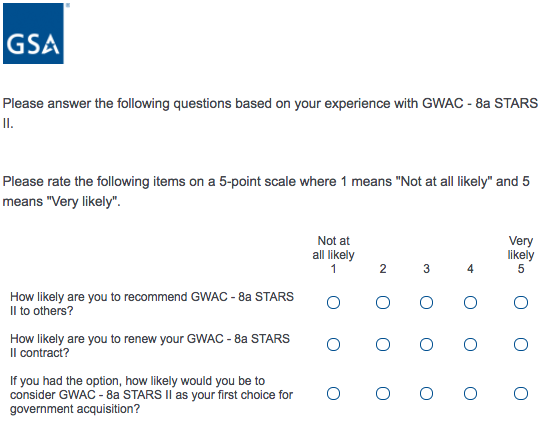 GSA
Please answer the following questions based on your experience with GWAC - 8a STARS
II.
Please rate the following items on a 5-point scale where 1 means "Not at all likely" and 5
means "Very likely".
Not at
all likely
1
2
3
4
Very
likely
5
How likely are you to recommend GWAC - 8a STARS
II to others?
How likely are you to renew your GWAC - 8a STARS
II contract?
If you had the option, how likely would you be to
consider GWAC - 8a STARS II as your first choice for
government acquisition?